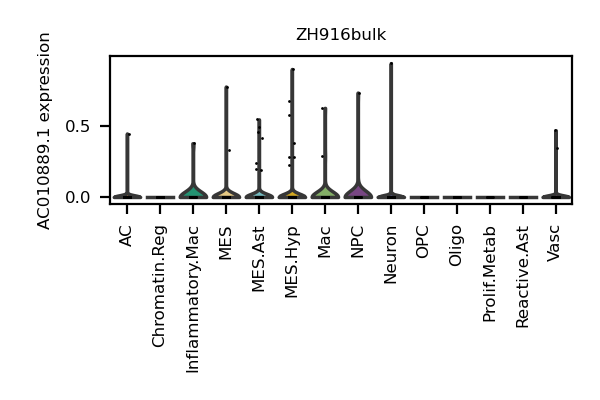 ZH916bulk
AC010889.1 expression
0.5
0.0
AC
Chromatin.Reg
Inflammatory.Mac
MES
MES.Ast
MES.Hyp
Mac
NPC
Neuron
OPC
Oligo
Prolif.Metab
Reactive.Ast
Vasc